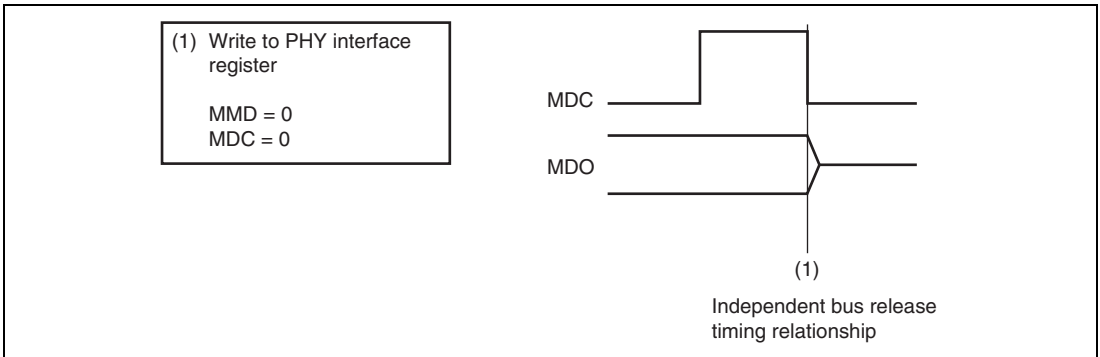 (1) Write to PHY interface
register
MMD = 0
MDC = 0
MDC
MDO
(1)
Independent bus release
timing relationship